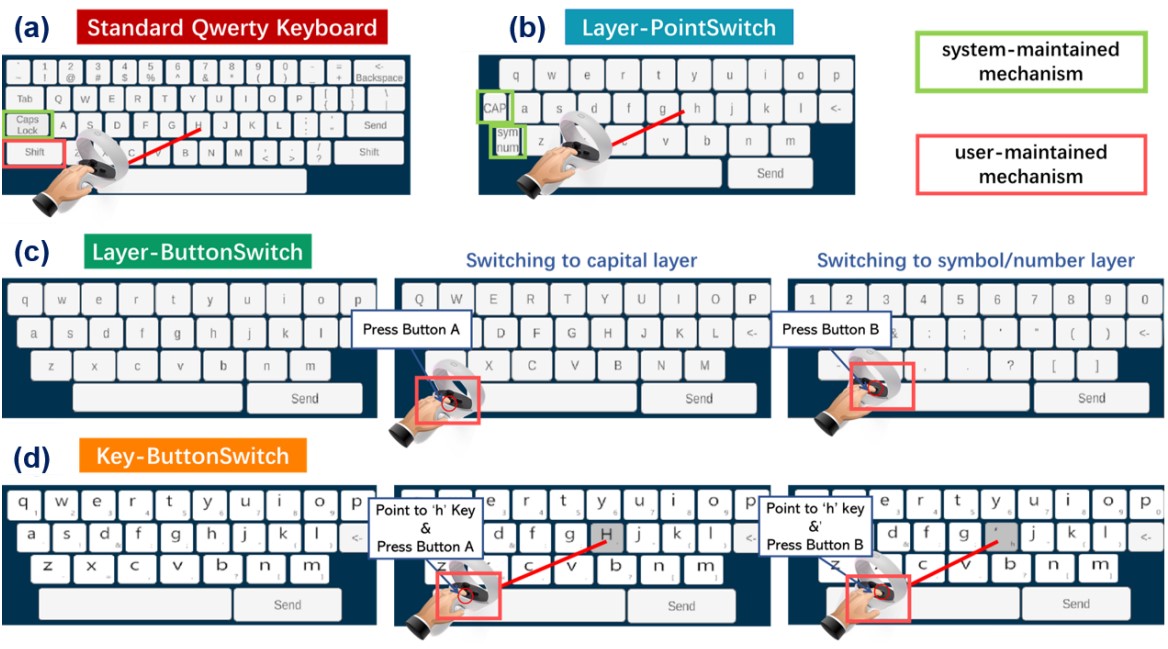 (a) Standard Qwerty Keyboard
(b) Layer-PointSwitch
system-maintained
mechanism
user-maintained
mechanism
~ 1 2 3 4 5 6 7 8 9 0 - = <-
! @ # $ % ^ & ( ) + Backspace
Tab Q W E R T Y U I O P [ ] \
{ } |
Caps
Lock A S D F G H J K L : Send
Shift C V B N M < > / ? Shift
q w e r t y u i o p
CAP a s d f g h j k l <-
sym
num z c v b n m
Send
(c) Layer-ButtonSwitch
Switching to capital layer
Switching to symbol/number layer
q w e r t y u i o p
a s d f g h j k l
z x c v b n m
Send
Q W E R T Y U I O P
Press Button A
D F G H J K L <-
X C V B N M
Send
1 2 3 4 5 6 7 8 9 0
Press Button B
& : ; ' " ( ) <-
- , . ? [ ]
Send
(d) Key-ButtonSwitch
q w e r t y u i o p
a s d f g h j k l <-
z x c v b n m
Send
e r t y u i o p
Point to 'h' Key
&
Press Button A
d f g H j k l <-
z c v b n m
Send
e r t y u i o p
Point to 'h' key
&'
Press Button B
d f g j k l <-
z c v b n m
Send